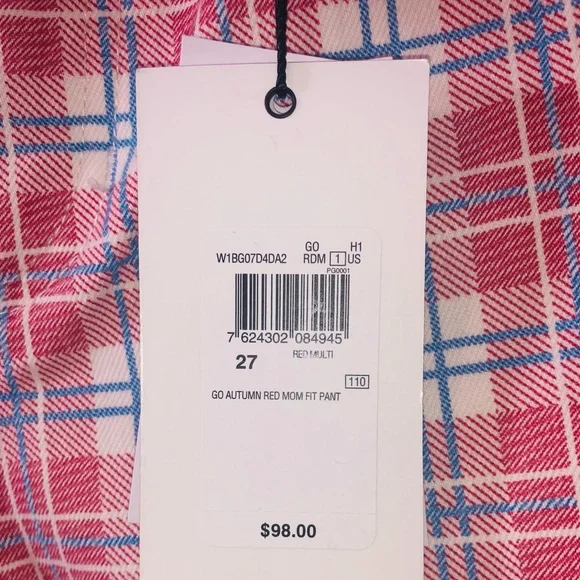 GO H1
W1BG07D4DA2 RDM 1 US
PG0001
7 624302 084945
27 RED MULTI
110
GO AUTUMN RED MOM FIT PANT
$98.00